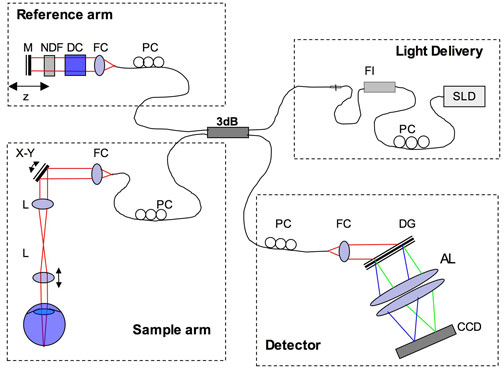 Reference arm
M NDF DC FC
PC
z
Light Delivery
FI
SLD
PC
3dB
X-Y
FC
L
PC
L
Sample arm
PC
FC
DG
AL
CCD
Detector